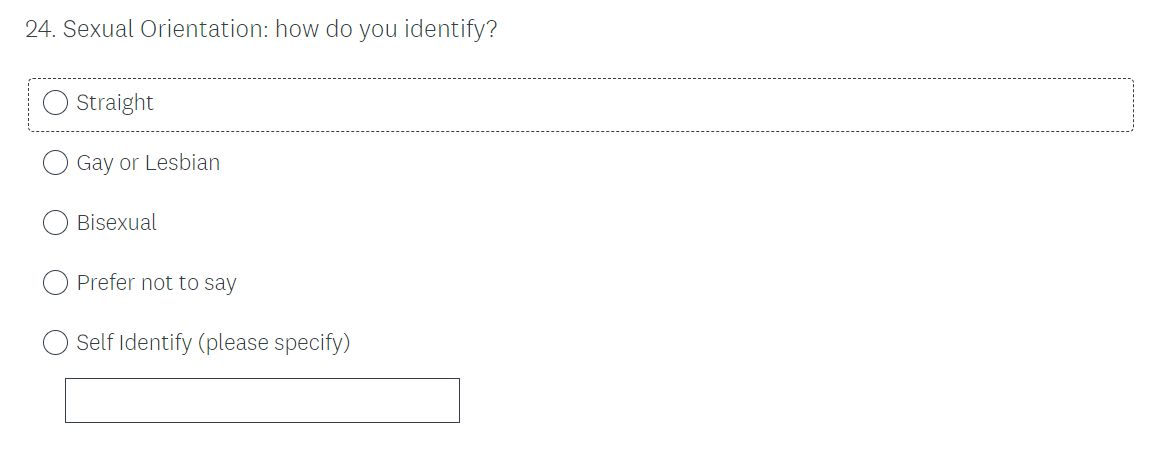 24. Sexual Orientation: how do you identify?
Straight
Gay or Lesbian
Bisexual
Prefer not to say
Self Identify (please specify)